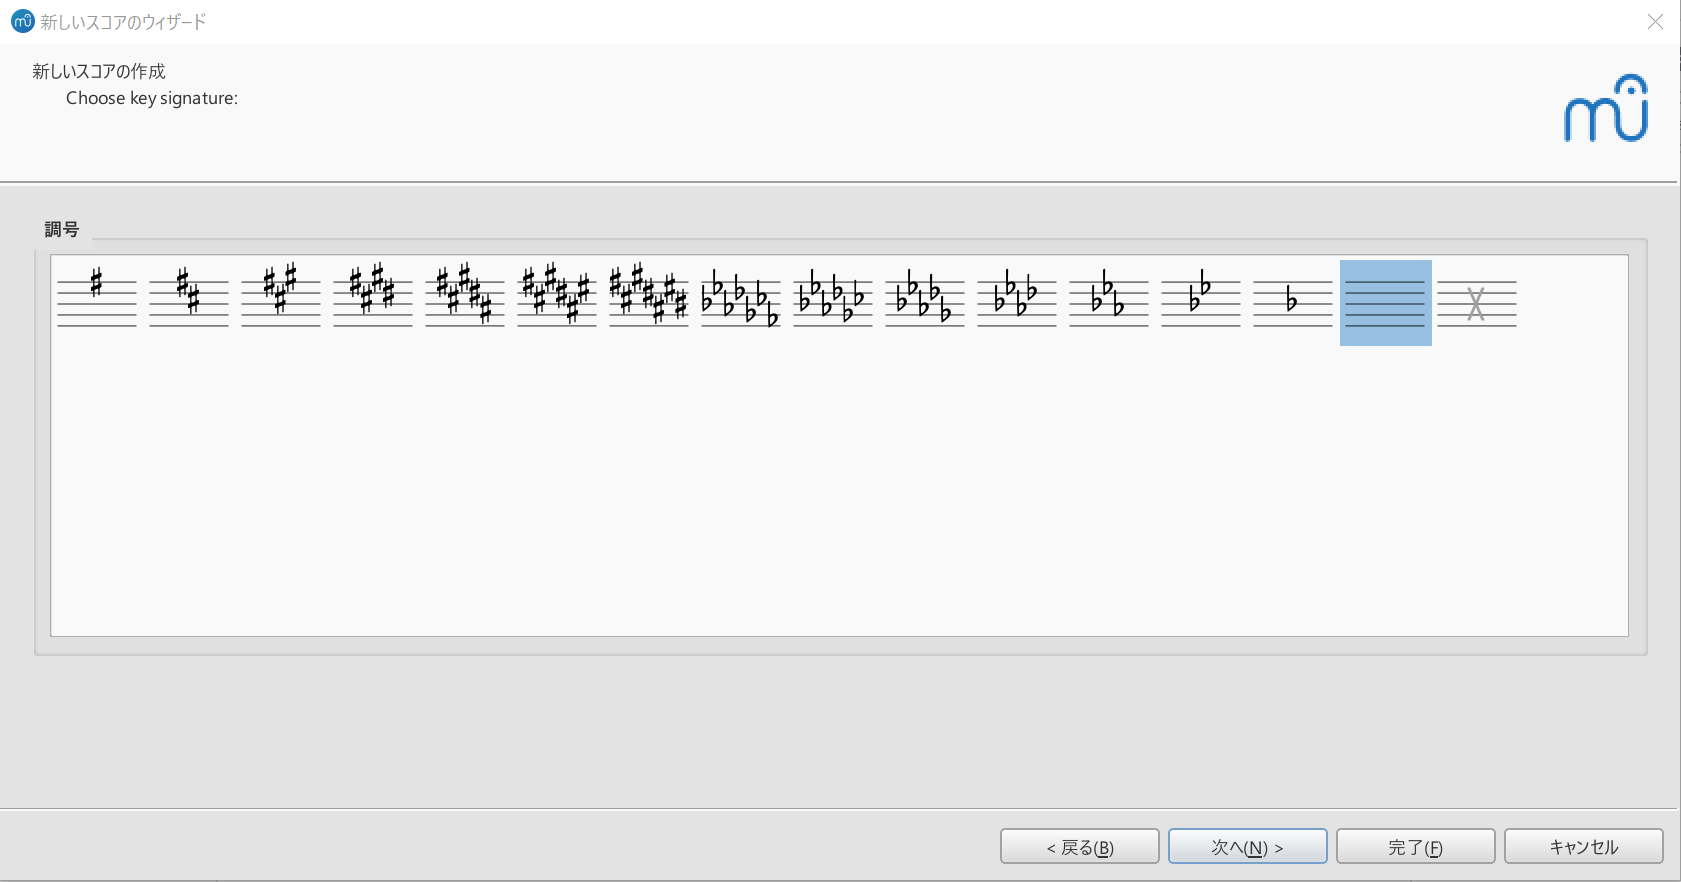 新しいスコアのウィザード
新しいスコアの作成
Choose key signature:
調号
X
< 戻る(B)
次へ(N) >
完了(F)
キャンセル